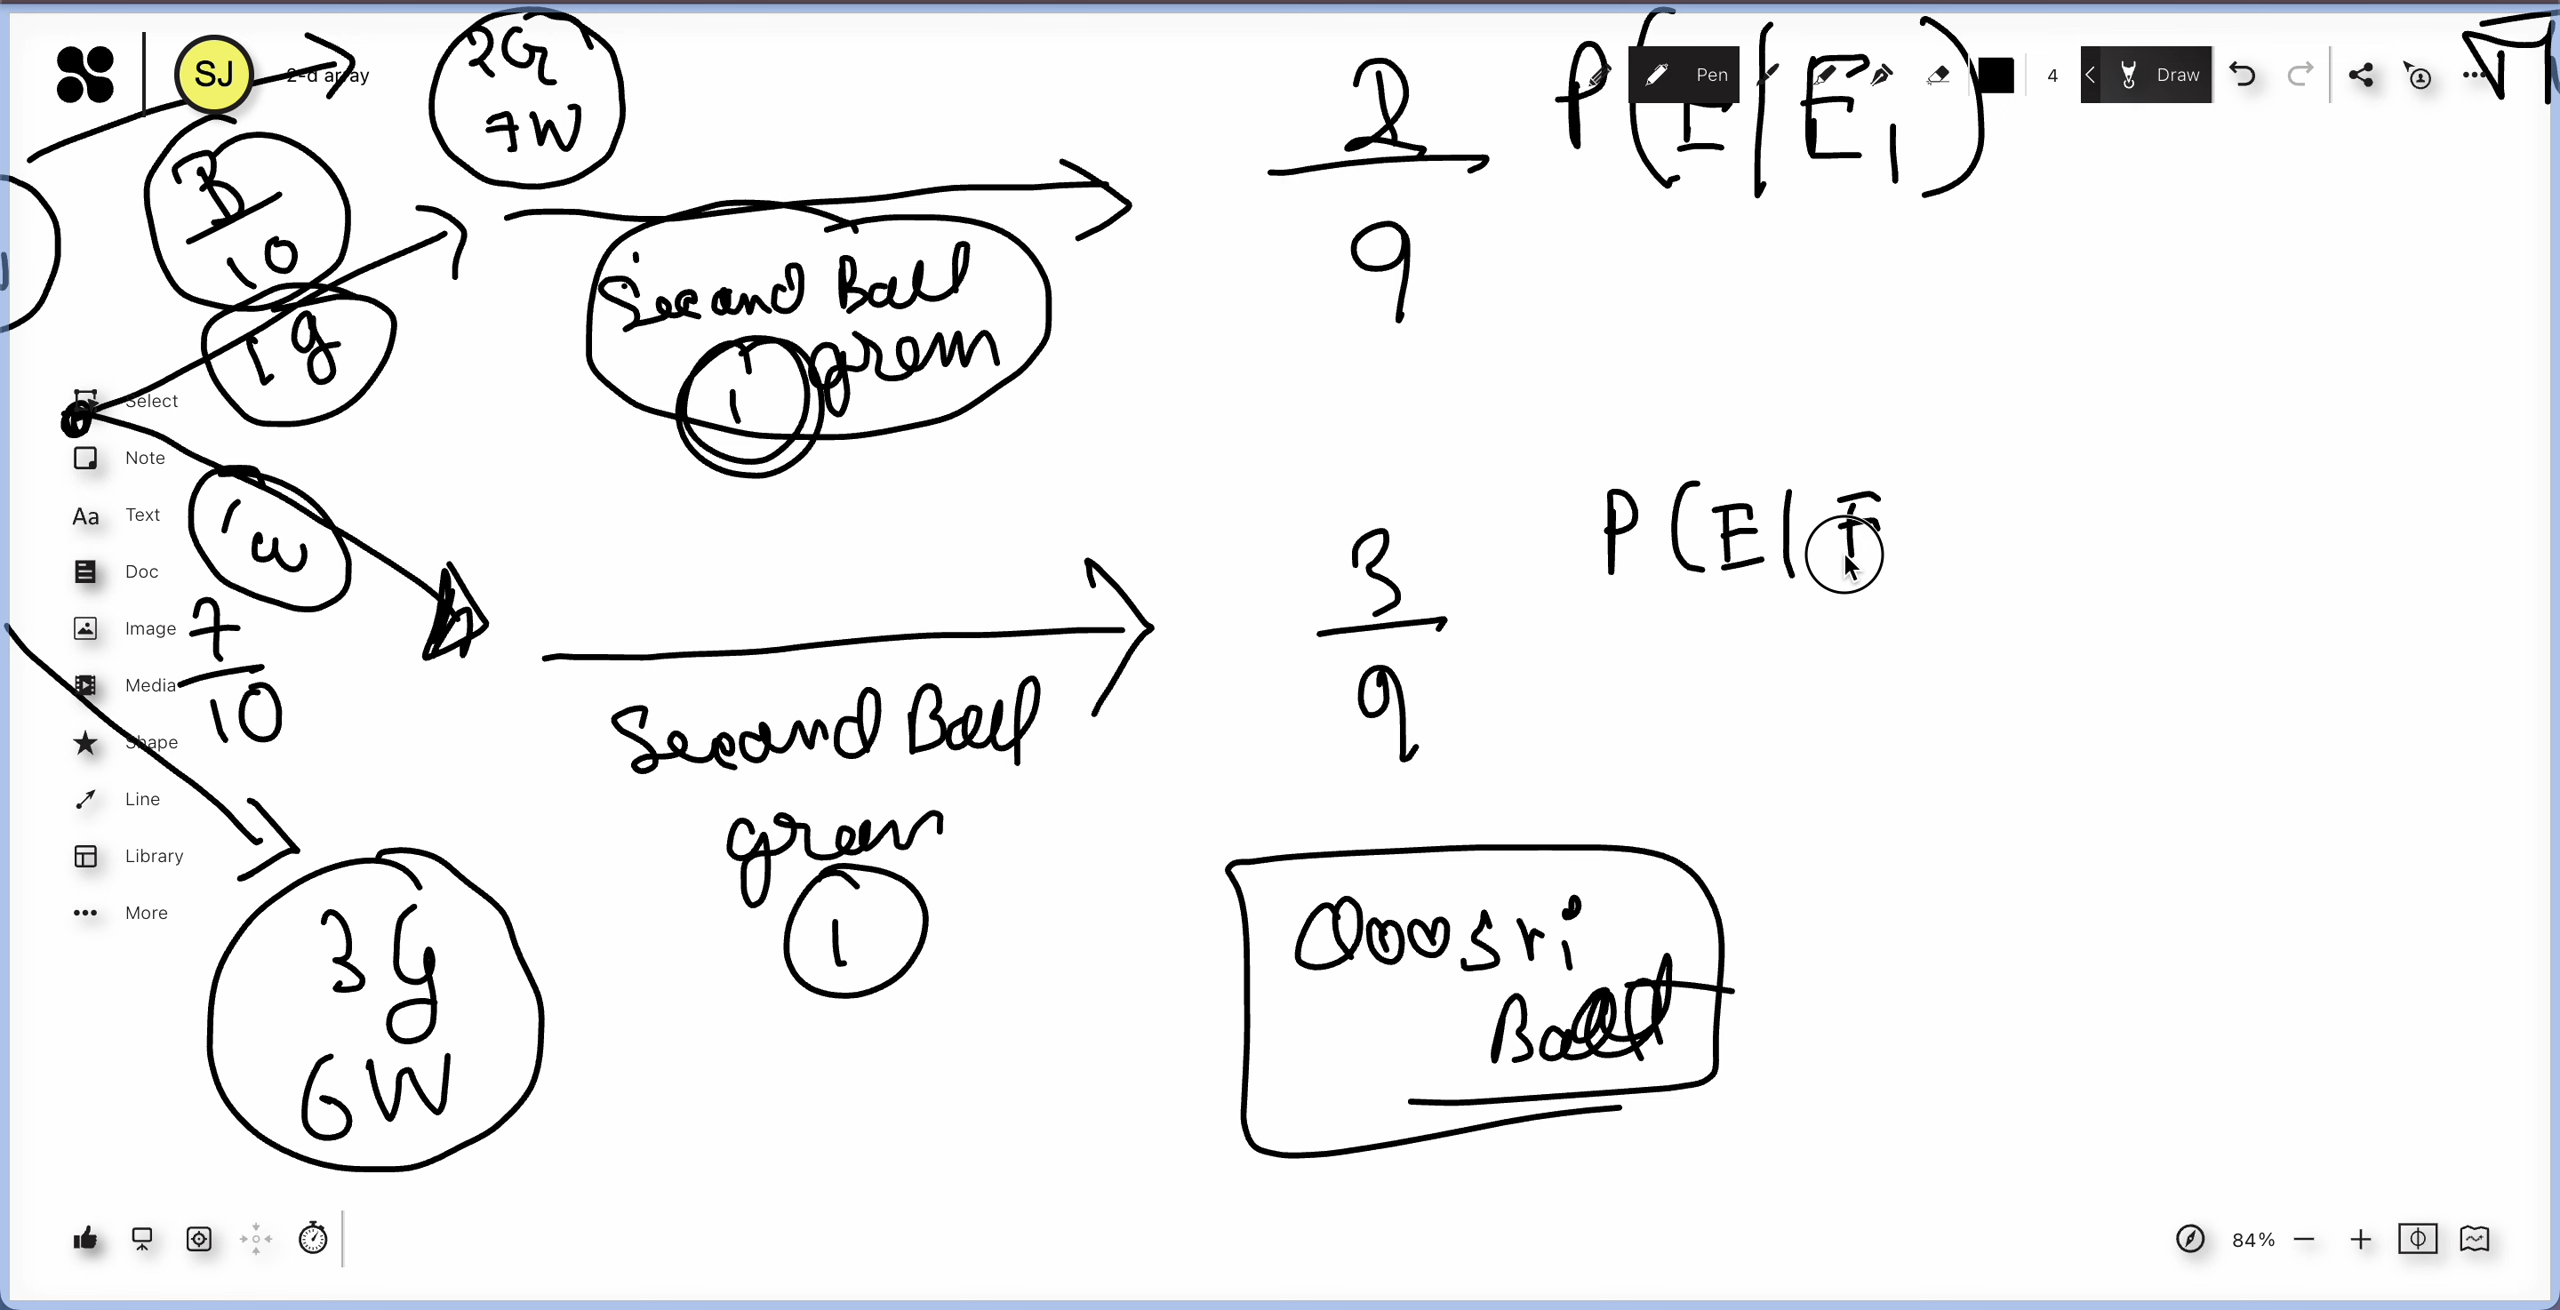 SJ
2-d array
2G
7W
3
10
1g
Second Ball
green
1
2
9
P(E|E1)
Pen
4
Draw
Select
Note
Text
Doc
Image
Media
Shape
Line
Library
More
1w
7
10
Second Ball
green
1
3
9
P(E|
3G
6W
Doosri
Ball
84%